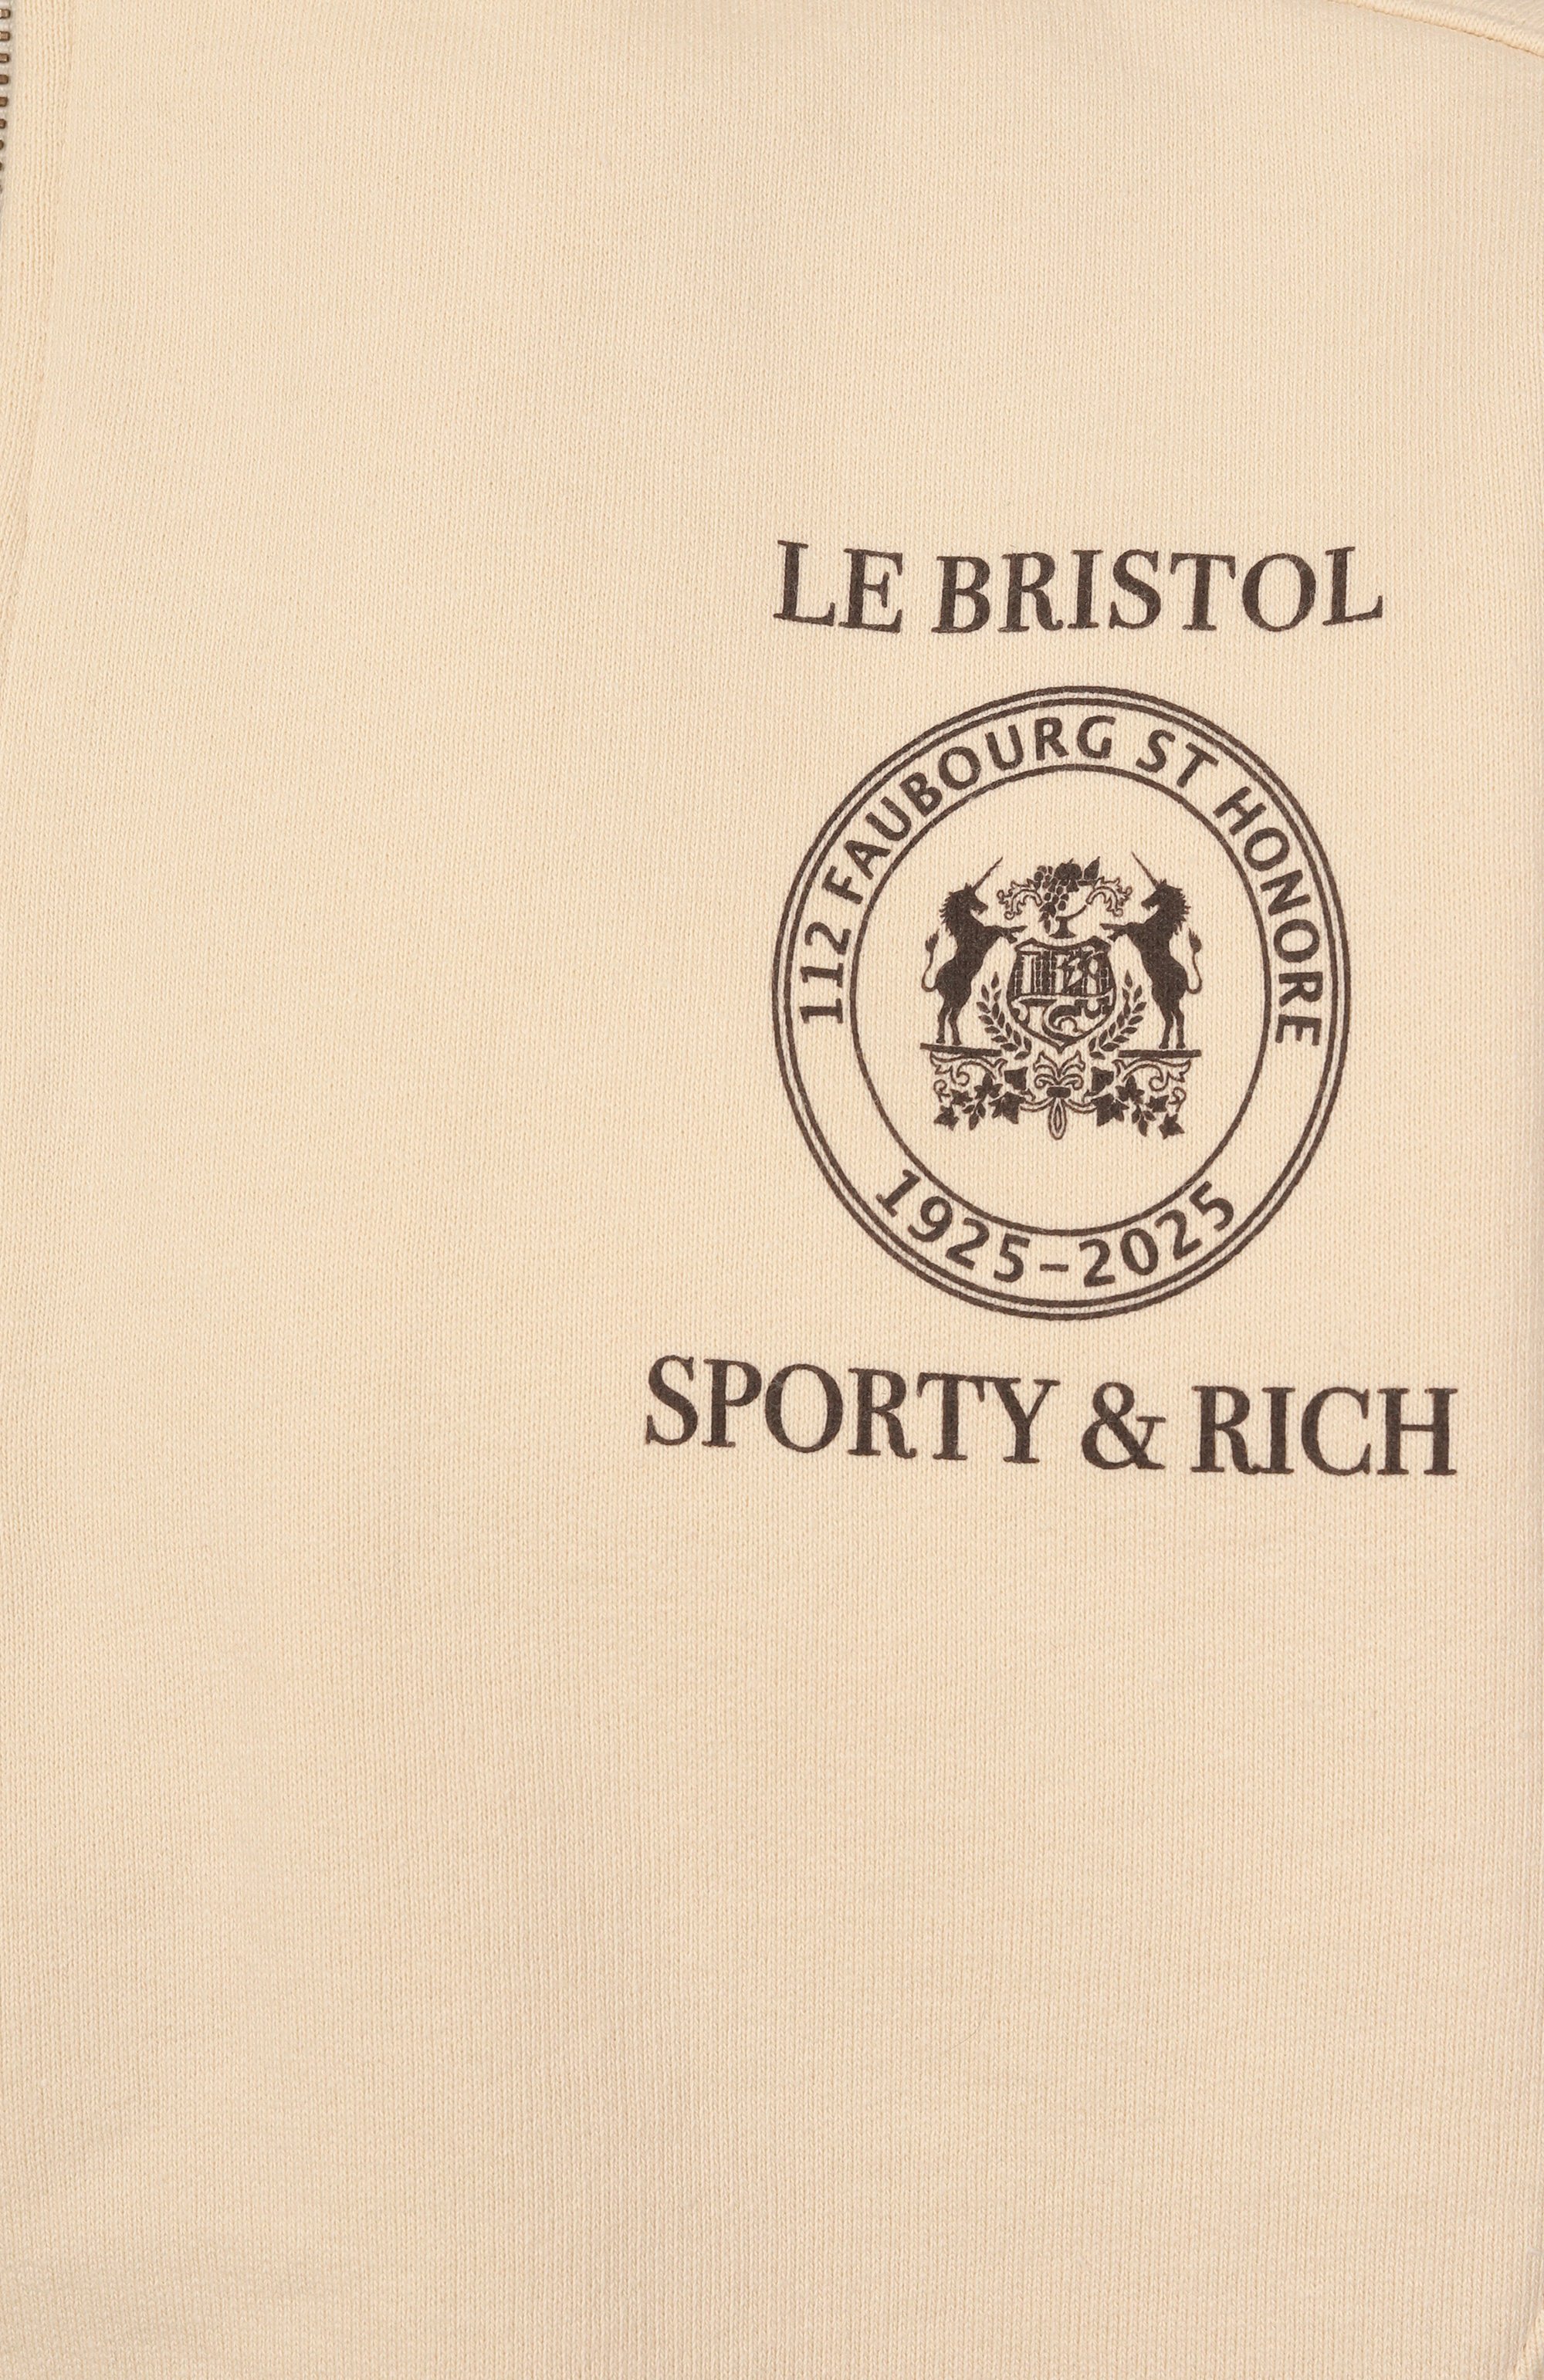 LE BRISTOL
112 FAUBOURG ST HONORE
1925–2025
SPORTY & RICH